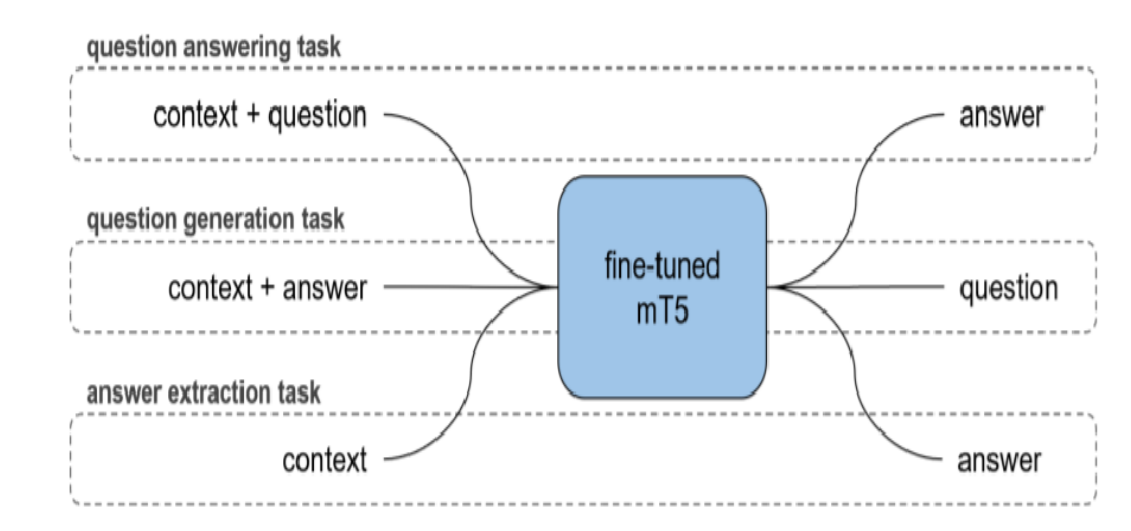 question answering task
context + question
answer
question generation task
context + answer
fine-tuned
mT5
question
answer extraction task
context
answer